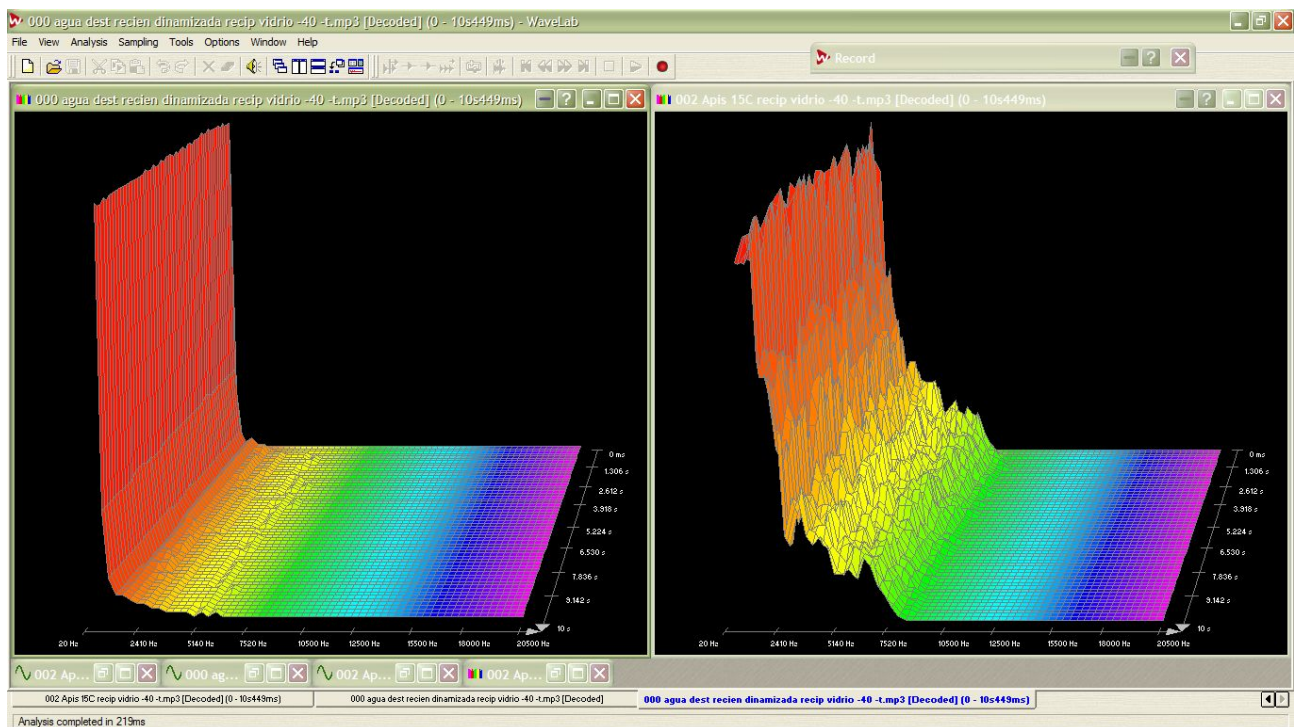 000 agua dest recien dinamizada recip vidrio -40 -t.mp3 [Decoded] (0 - 10s449ms) - WaveLab
File View Analysis Sampling Tools Options Window Help
Record
000 agua dest recien dinamizada recip vidrio -40 -t.mp3 [Decoded] (0 - 10s449ms)
002 Apis 15C recip vidrio -40 -t.mp3 [Decoded] (0 - 10s449ms)
0 ms
1.306 s
2.612 s
3.918 s
5.224 s
6.530 s
7.836 s
9.142 s
10 s
20 Hz 2410 Hz 5140 Hz 7520 Hz 10500 Hz 12500 Hz 15500 Hz 18000 Hz 20500 Hz
0 ms
1.306 s
2.612 s
3.918 s
5.224 s
6.530 s
7.836 s
9.142 s
10 s
20 Hz 2410 Hz 5140 Hz 7520 Hz 10500 Hz 12500 Hz 15500 Hz 18000 Hz 20500 Hz
002 Ap... 000 ag... 002 Ap... 002 Ap...
002 Apis 15C recip vidrio -40 -t.mp3 [Decoded] (0 - 10s449ms) 000 agua dest recien dinamizada recip vidrio -40 -t.mp3 [Decoded] 000 agua dest recien dinamizada recip vidrio -40 -t.mp3 [Decoded] (0 - 10s449ms)
Analysis completed in 219ms